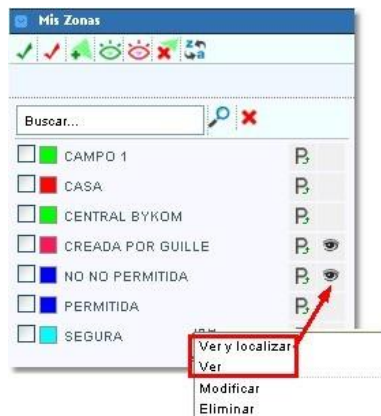 Mis Zonas
Buscar...
CAMPO 1
CASA
CENTRAL BYKOM
CREADA POR GUILLE
NO NO PERMITIDA
PERMITIDA
SEGURA
Ver y localizar
Ver
Modificar
Eliminar